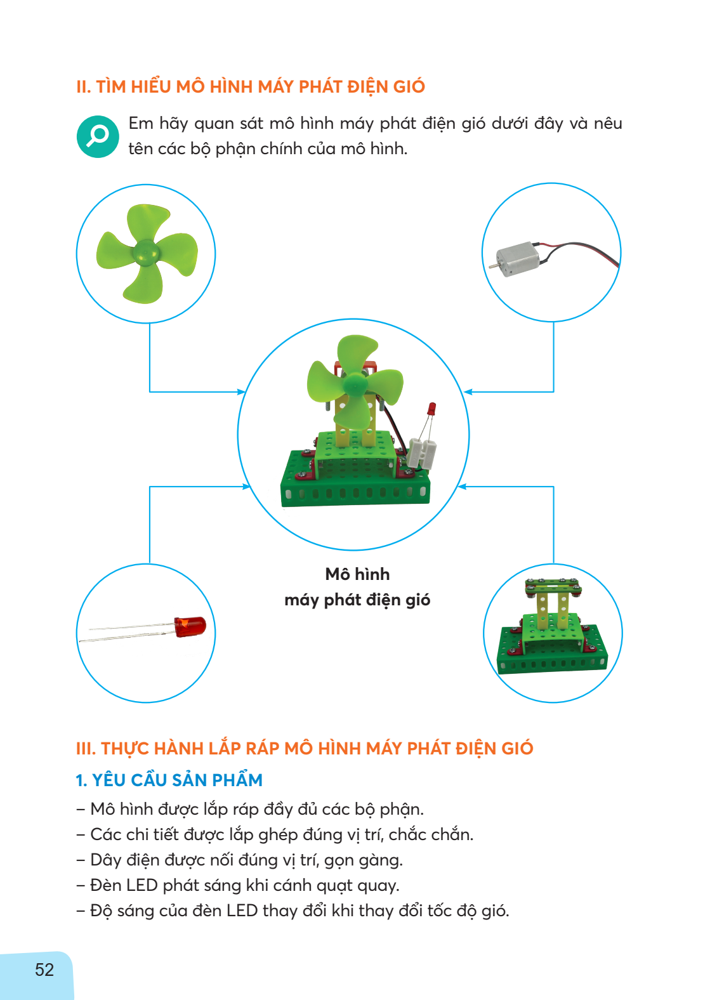 II. TÌM HIỂU MÔ HÌNH MÁY PHÁT ĐIỆN GIÓ
Em hãy quan sát mô hình máy phát điện gió dưới đây và nêu
tên các bộ phận chính của mô hình.
Mô hình
máy phát điện gió
III. THỰC HÀNH LẮP RÁP MÔ HÌNH MÁY PHÁT ĐIỆN GIÓ
1. YÊU CẦU SẢN PHẨM
– Mô hình được lắp ráp đầy đủ các bộ phận.
– Các chi tiết được lắp ghép đúng vị trí, chắc chắn.
– Dây điện được nối đúng vị trí, gọn gàng.
– Đèn LED phát sáng khi cánh quạt quay.
– Độ sáng của đèn LED thay đổi khi thay đổi tốc độ gió.
52